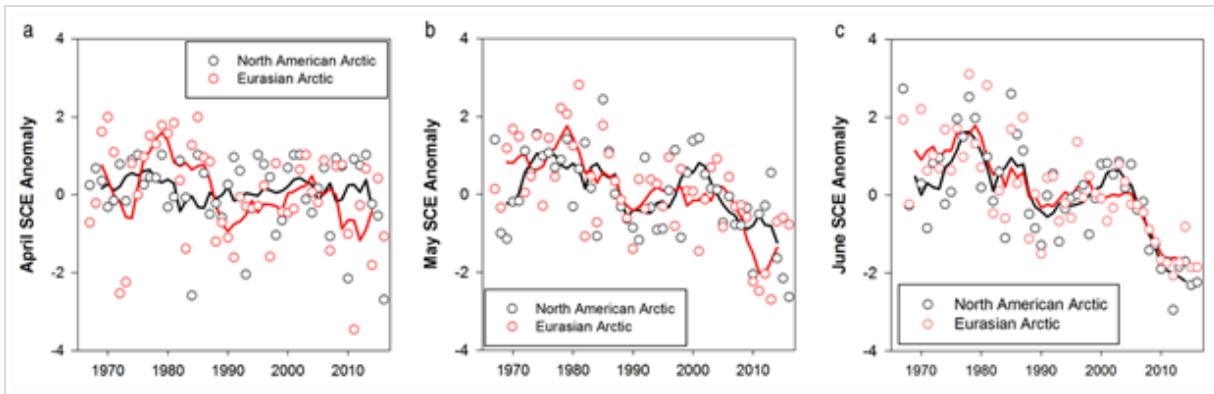 a
4
2
0
-2
-4
April SCE Anomaly
North American Arctic
Eurasian Arctic
1970 1980 1990 2000 2010
b
4
2
0
-2
-4
May SCE Anomaly
North American Arctic
Eurasian Arctic
1970 1980 1990 2000 2010
c
4
2
0
-2
-4
June SCE Anomaly
North American Arctic
Eurasian Arctic
1970 1980 1990 2000 2010